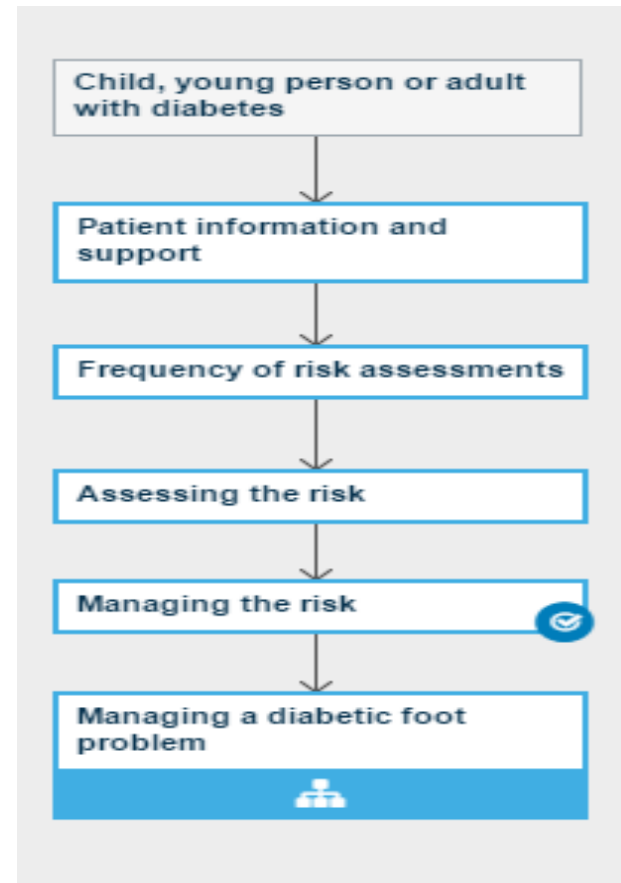 Child, young person or adult
with diabetes
Patient information and
support
Frequency of risk assessments
Assessing the risk
Managing the risk
Managing a diabetic foot
problem